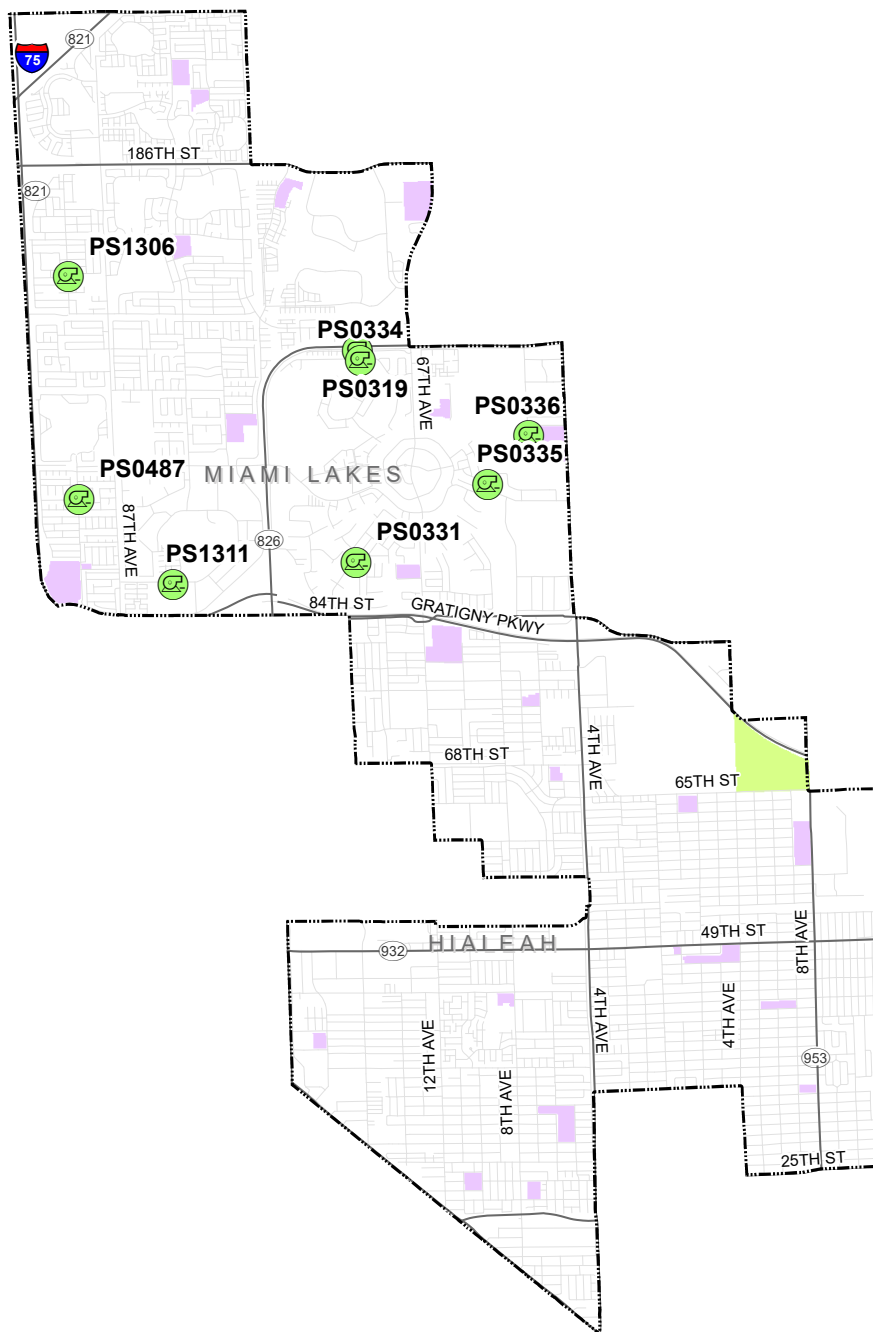 821
75
186TH ST
821
PS1306
PS0334
67TH AVE
PS0319
PS0336
PS0335
PS0487
MIAMI LAKES
87TH AVE
PS0331
826
PS1311
84TH ST
GRATIGNY PKWY
4TH AVE
68TH ST
65TH ST
49TH ST
8TH AVE
HIALEAH
932
4TH AVE
4TH AVE
12TH AVE
953
8TH AVE
25TH ST